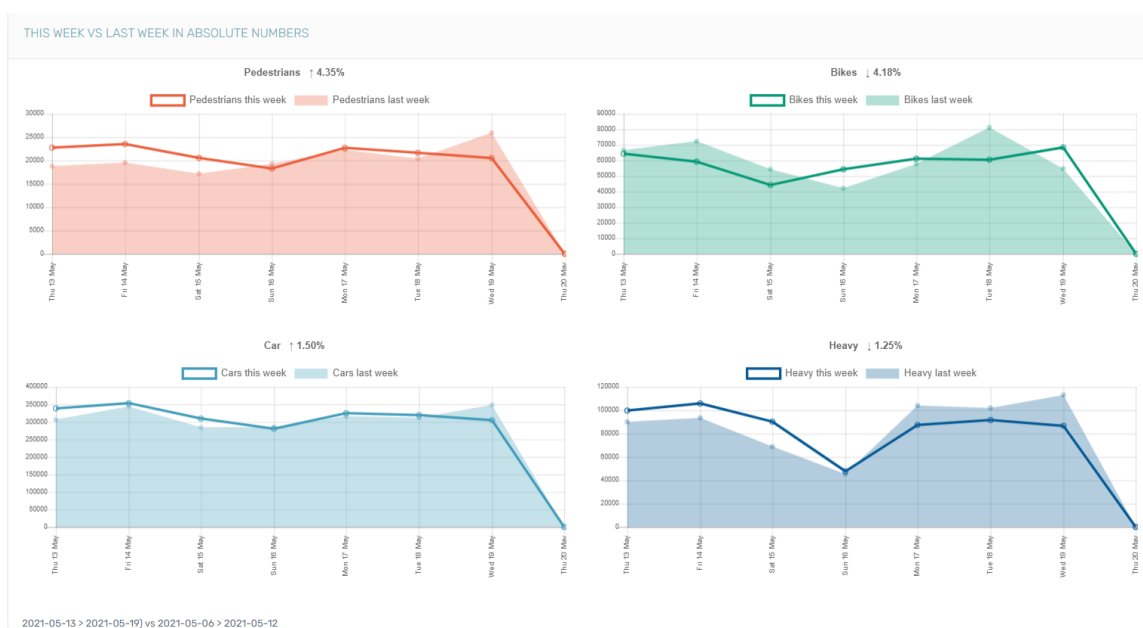 THIS WEEK VS LAST WEEK IN ABSOLUTE NUMBERS
Pedestrians ↑ 4.35%
Pedestrians this week Pedestrians last week
30000
25000
20000
15000
10000
5000
0
Thu 13 May
Fri 14 May
Sat 15 May
Sun 16 May
Mon 17 May
Tue 18 May
Wed 19 May
Thu 20 May
Bikes ↓ 4.18%
Bikes this week Bikes last week
90000
80000
70000
60000
50000
40000
30000
20000
10000
0
Thu 13 May
Fri 14 May
Sat 15 May
Sun 16 May
Mon 17 May
Tue 18 May
Wed 19 May
Thu 20 May
Car ↑ 1.50%
Cars this week Cars last week
400000
350000
300000
250000
200000
150000
100000
50000
0
Thu 13 May
Fri 14 May
Sat 15 May
Sun 16 May
Mon 17 May
Tue 18 May
Wed 19 May
Thu 20 May
Heavy ↓ 1.25%
Heavy this week Heavy last week
120000
100000
80000
60000
40000
20000
0
Thu 13 May
Fri 14 May
Sat 15 May
Sun 16 May
Mon 17 May
Tue 18 May
Wed 19 May
Thu 20 May
2021-05-13 > 2021-05-19) vs 2021-05-06 > 2021-05-12